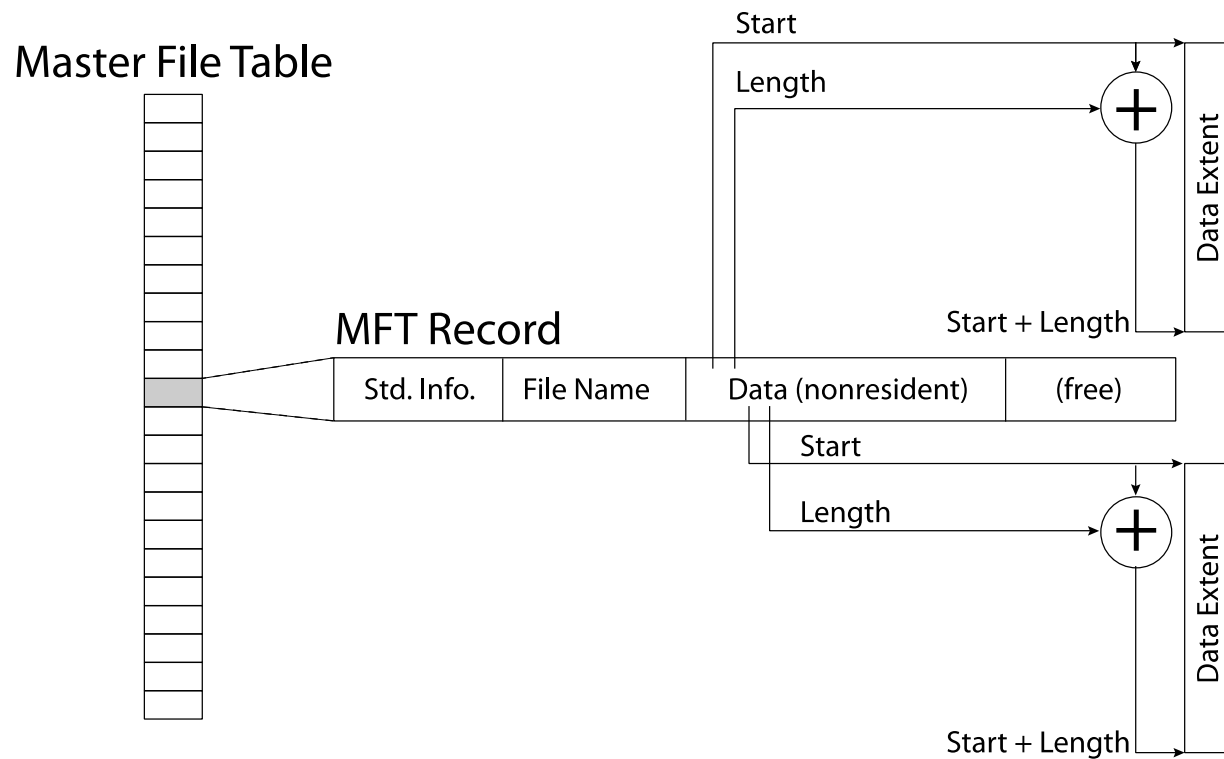 Start
Master File Table
Length
Data Extent
Start + Length
MFT Record
Std. Info.
File Name
Data (nonresident)
(free)
Start
Length
Data Extent
Start + Length